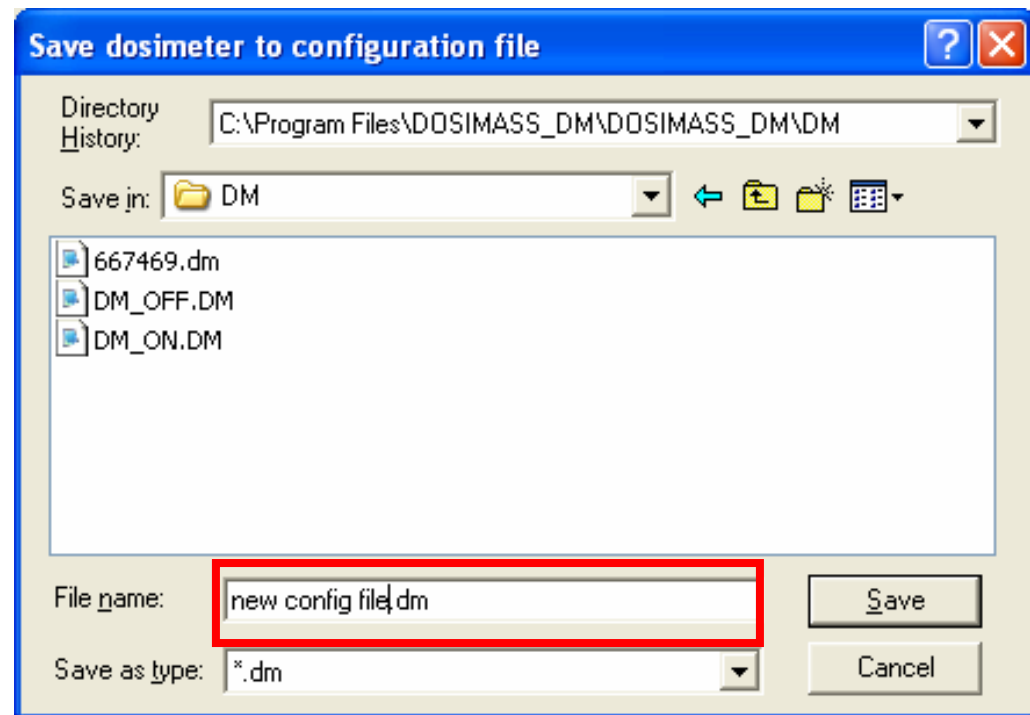 Save dosimeter to configuration file
Directory
History:
C:\Program Files\DOSIMASS_DM\DOSIMASS_DM\DM
Save in: DM
667469.dm
DM_OFF.DM
DM_ON.DM
File name: new config file.dm Save
Save as type: *.dm Cancel